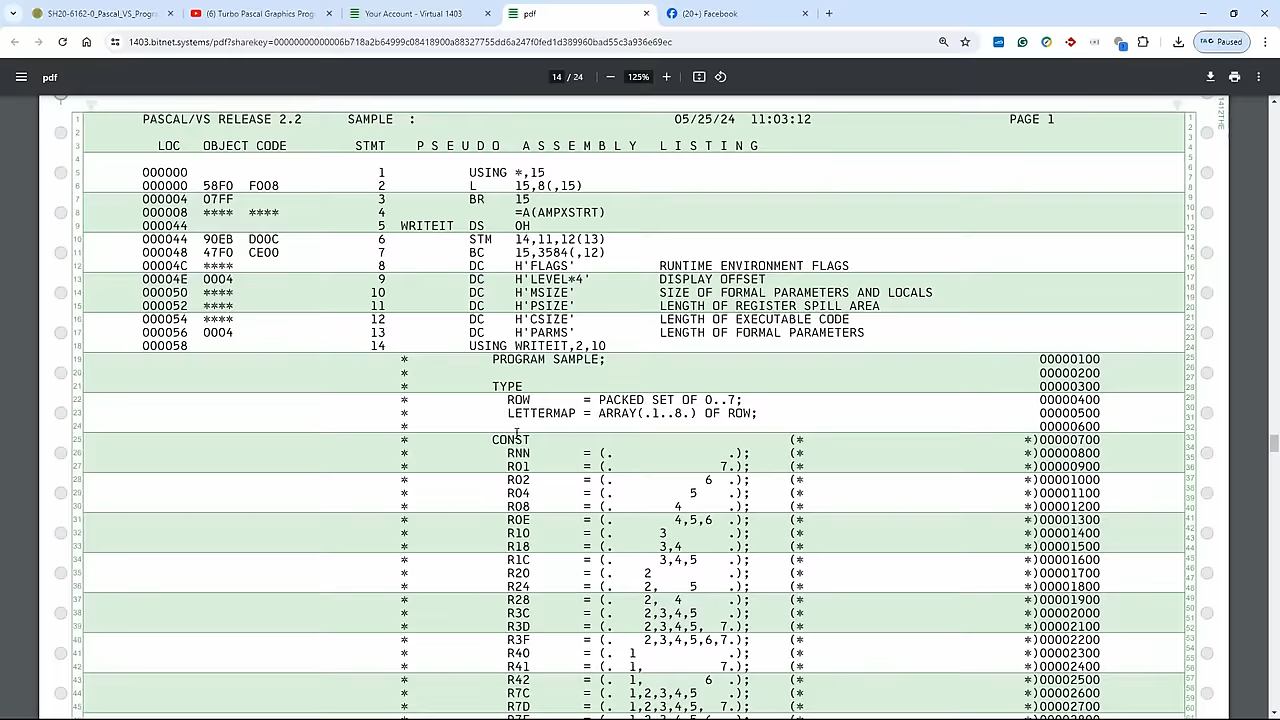 SH20-6162-0_Pascal_VS_Progr
(6) Turbo Pascal Graphics Prog
Your Account - Virtual 1403
pdf
(20+) Facebook
1403.bitnet.systems/pdf?sharekey=0000000000006b718a2b64999c08418900a88327755dd6a247f0fed1d389960bad55c3a936e69ec
Paused
pdf
14 / 24
125%
PASCAL/VS RELEASE 2.2 SAMPLE : 05/25/24 11:03:12 PAGE 1
LOC OBJECT CODE STMT P S E U D O A S S E M B L Y L I S T I N G
000000 1 USING *,15
000000 58F0 F008 2 L 15,8(,15)
000004 07FF 3 BR 15
000008 **** **** 4 =A(AMPXSTRT)
000044 5 WRITEIT DS 0H
000044 90EB D00C 6 STM 14,11,12(13)
000048 47F0 CE00 7 BC 15,3584(,12)
00004C **** 8 DC H'FLAGS' RUNTIME ENVIRONMENT FLAGS
00004E 0004 9 DC H'LEVEL*4' DISPLAY OFFSET
000050 **** 10 DC H'MSIZE' SIZE OF FORMAL PARAMETERS AND LOCALS
000052 **** 11 DC H'PSIZE' LENGTH OF REGISTER SPILL AREA
000054 **** 12 DC H'CSIZE' LENGTH OF EXECUTABLE CODE
000056 0004 13 DC H'PARMS' LENGTH OF FORMAL PARAMETERS
000058 14 USING WRITEIT,2,10
* PROGRAM SAMPLE; 00000100
* 00000200
* TYPE 00000300
* ROW = PACKED SET OF 0..7; 00000400
* LETTERMAP = ARRAY(.1..8.) OF ROW; 00000500
* 00000600
* CONST (* *)00000700
* RNN = (. .); (* *)00000800
* R01 = (. 7.); (* *)00000900
* R02 = (. 6 .); (* *)00001000
* R04 = (. 5 .); (* *)00001100
* R08 = (. 4 .); (* *)00001200
* R0E = (. 4,5,6 .); (* *)00001300
* R10 = (. 3 .); (* *)00001400
* R18 = (. 3,4 .); (* *)00001500
* R1C = (. 3,4,5 .); (* *)00001600
* R20 = (. 2 .); (* *)00001700
* R24 = (. 2, 5 .); (* *)00001800
* R28 = (. 2, 4 .); (* *)00001900
* R3C = (. 2,3,4,5 .); (* *)00002000
* R3D = (. 2,3,4,5, 7.); (* *)00002100
* R3F = (. 2,3,4,5,6,7.); (* *)00002200
* R40 = (. 1 .); (* *)00002300
* R41 = (. 1, 7.); (* *)00002400
* R42 = (. 1, 6 .); (* *)00002500
* R7C = (. 1,2,3,4,5 .); (* *)00002600
* R7D = (. 1,2,3,4,5, 7.); (* *)00002700